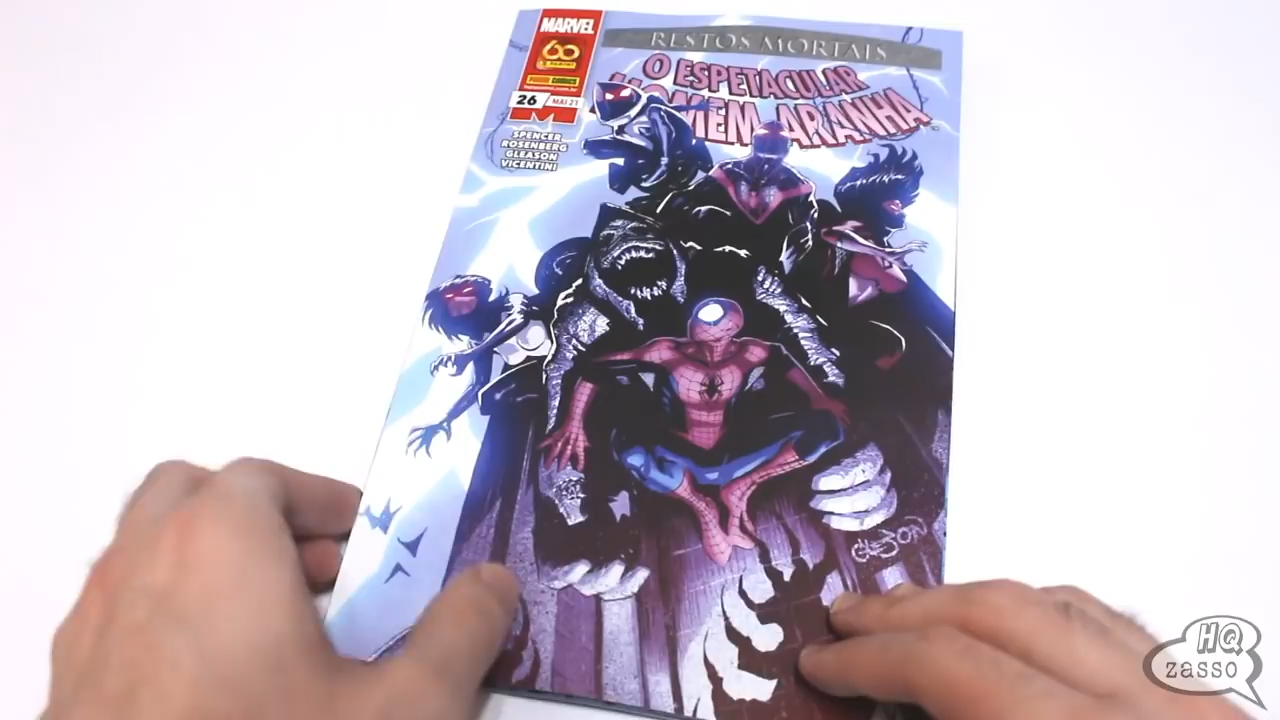 MARVEL
60
PANINI
PANINI COMICS
26 MAI 21
SPENCER
ROSENBERG
GLEASON
VICENTINI
RESTOS MORTAIS
O ESPETACULAR
HOMEM ARANHA
GLEASON
HQ
zasso